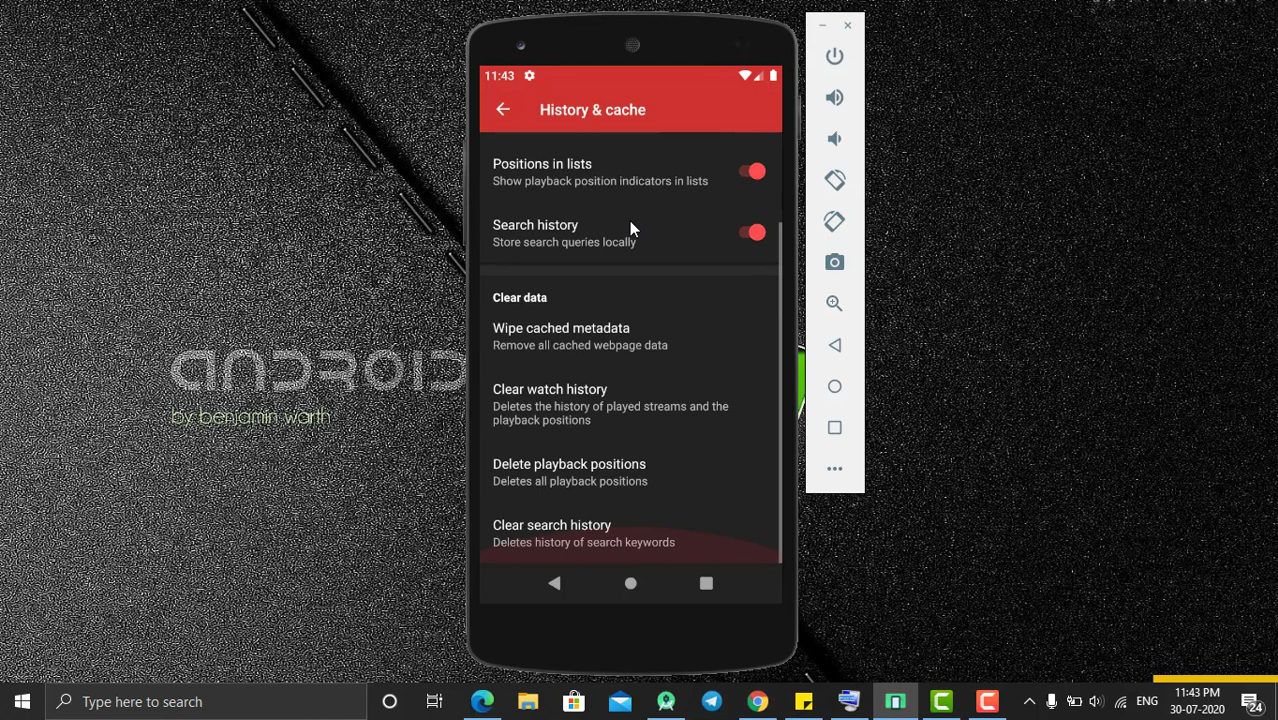 11:43
History & cache
Positions in lists
Show playback position indicators in lists
Search history
Store search queries locally
Clear data
Wipe cached metadata
Remove all cached webpage data
Clear watch history
Deletes the history of played streams and the
playback positions
Delete playback positions
Deletes all playback positions
Clear search history
Deletes history of search keywords
ANDROID
by benjamin warth
Type here to search
ENG
11:43 PM
30-07-2020
24